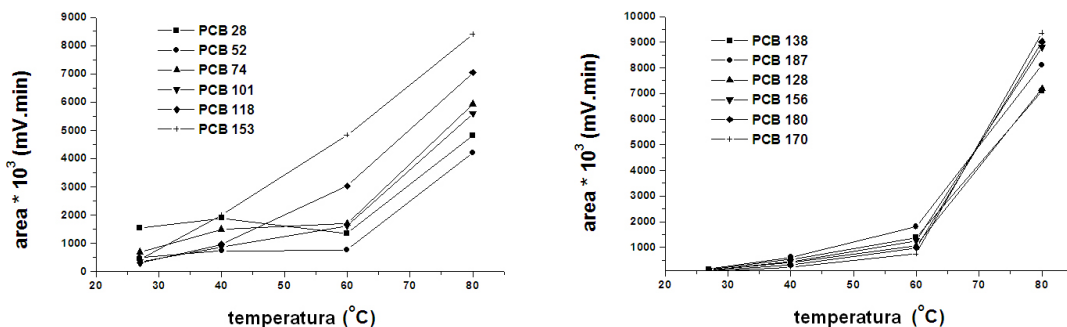 9000
8000
7000
6000
5000
4000
3000
2000
1000
0
area * 10³ (mV.min)
PCB 28
PCB 52
PCB 74
PCB 101
PCB 118
PCB 153
20 30 40 50 60 70 80
temperatura (°C)
10000
9000
8000
7000
6000
5000
4000
3000
2000
1000
area * 10³ (mV.min)
PCB 138
PCB 187
PCB 128
PCB 156
PCB 180
PCB 170
20 30 40 50 60 70 80
temperatura (°C)